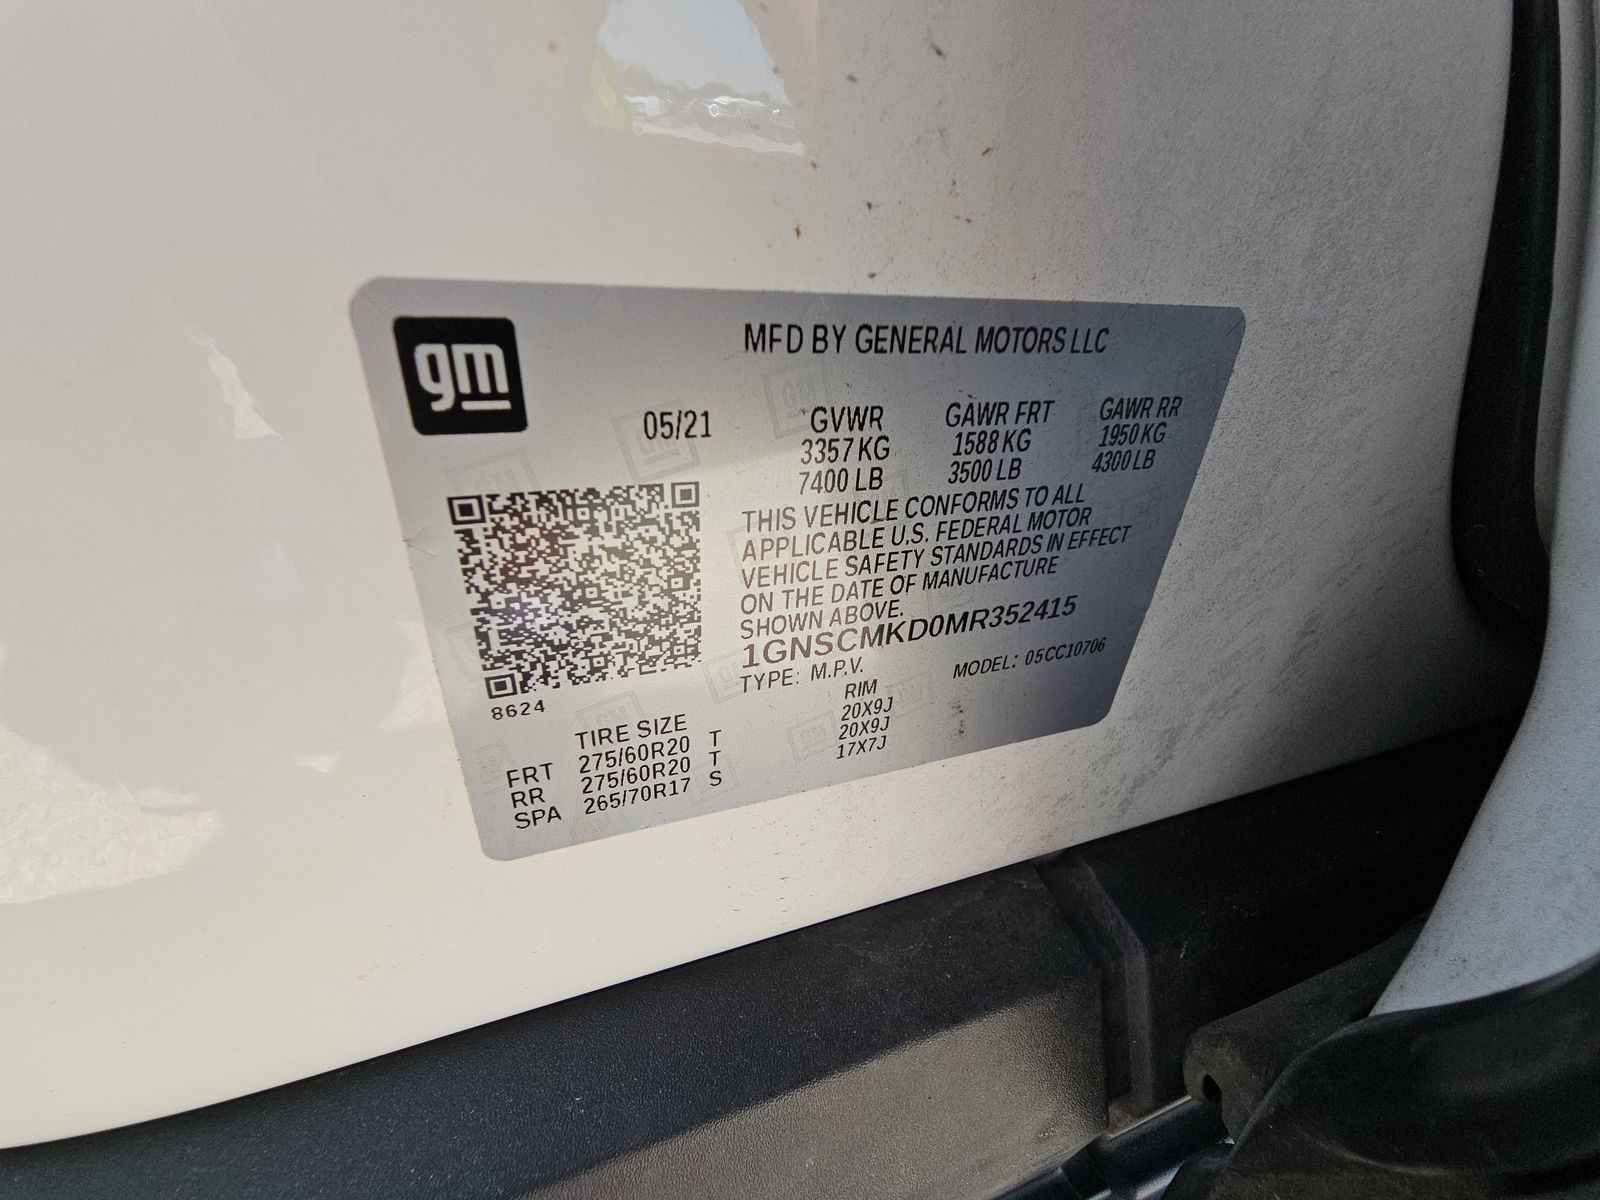 gm
MFD BY GENERAL MOTORS LLC
05/21 GVWR GAWR FRT GAWR RR
3357 KG 1588 KG 1950 KG
7400 LB 3500 LB 4300 LB
THIS VEHICLE CONFORMS TO ALL
APPLICABLE U.S. FEDERAL MOTOR
VEHICLE SAFETY STANDARDS IN EFFECT
ON THE DATE OF MANUFACTURE
SHOWN ABOVE.
1GNSCMKD0MR352415
TYPE: M.P.V. MODEL: 05CC10706
8624
TIRE SIZE RIM
FRT 275/60R20 T 20X9J
RR 275/60R20 T 20X9J
SPA 265/70R17 S 17X7J